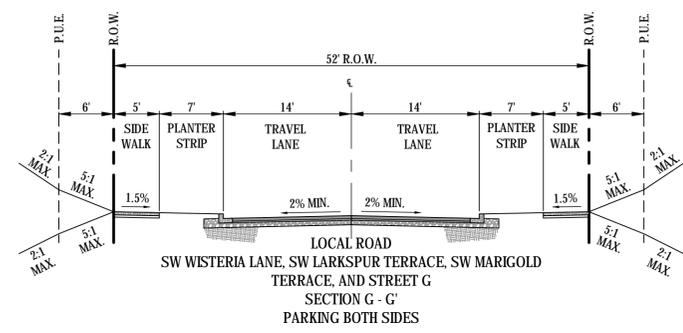 P.U.E.
R.O.W.
R.O.W.
P.U.E.
52' R.O.W.
℄
6'
5'
7'
14'
14'
7'
5'
6'
SIDE
WALK
PLANTER
STRIP
TRAVEL
LANE
TRAVEL
LANE
PLANTER
STRIP
SIDE
WALK
2:1
MAX.
5:1
MAX.
1.5%
2% MIN.
2% MIN.
1.5%
5:1
MAX.
2:1
MAX.
2:1
MAX.
5:1
MAX.
5:1
MAX.
2:1
MAX.
LOCAL ROAD
SW WISTERIA LANE, SW LARKSPUR TERRACE, SW MARIGOLD
TERRACE, AND STREET G
SECTION G - G'
PARKING BOTH SIDES